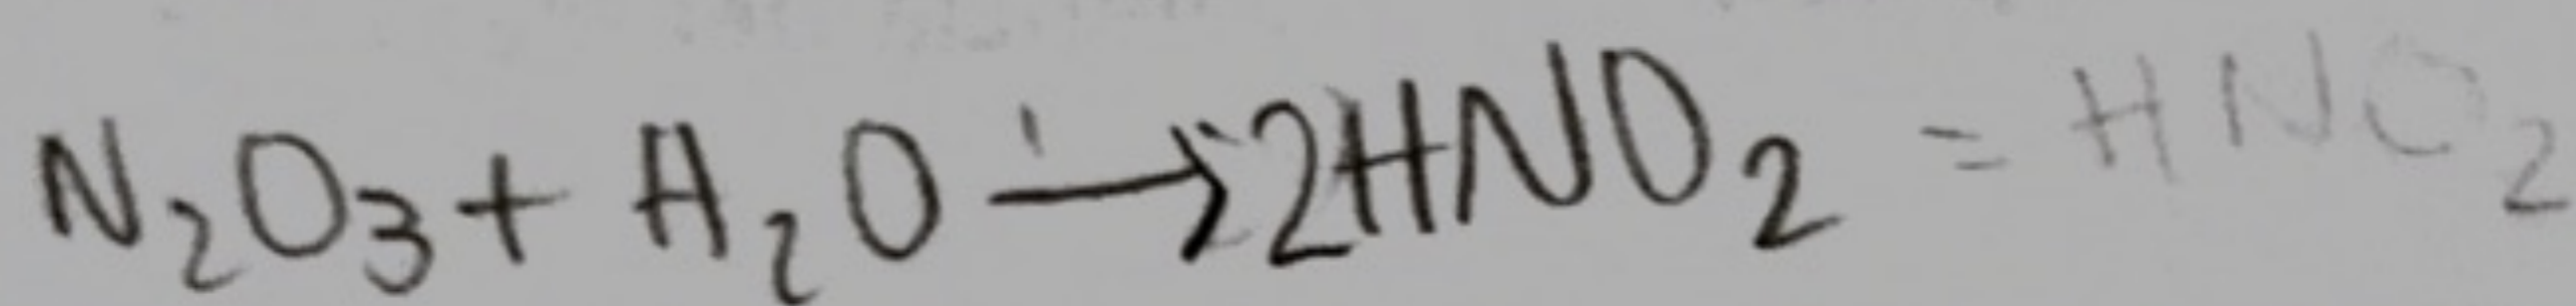 N₂O₃ + H₂O → 2HNO₂ = HNO₂